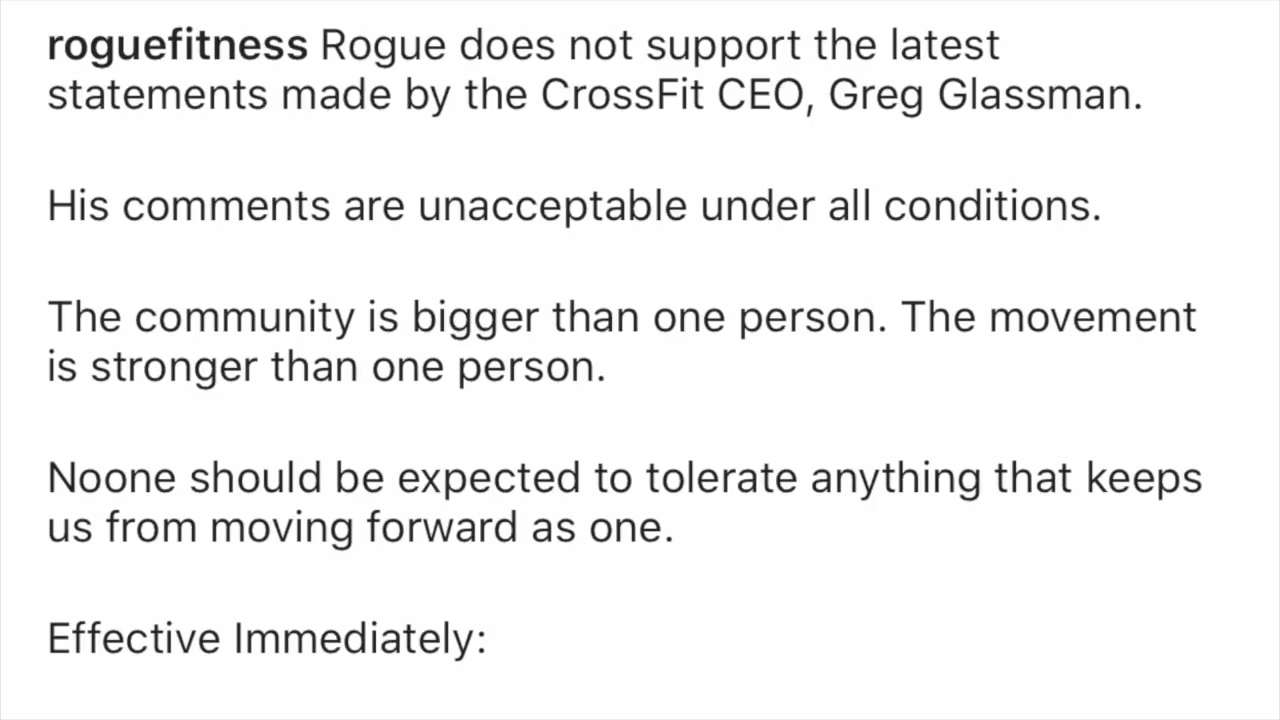 roguefitness Rogue does not support the latest
statements made by the CrossFit CEO, Greg Glassman.
His comments are unacceptable under all conditions.
The community is bigger than one person. The movement
is stronger than one person.
Noone should be expected to tolerate anything that keeps
us from moving forward as one.
Effective Immediately: